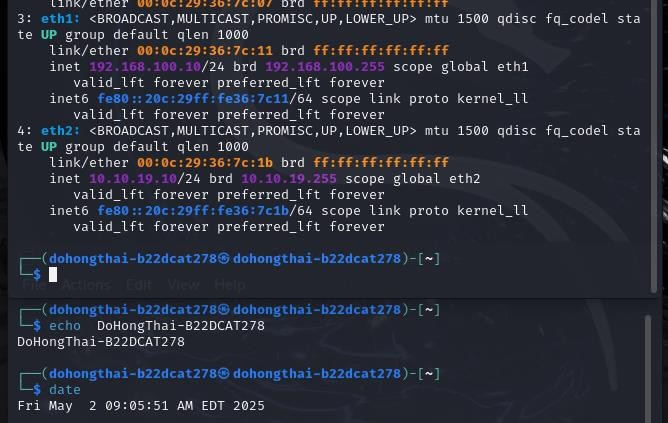 link/ether 00:0c:29:36:7c:07 brd ff:ff:ff:ff:ff:ff
3: eth1: <BROADCAST,MULTICAST,PROMISC,UP,LOWER_UP> mtu 1500 qdisc fq_codel sta
te UP group default qlen 1000
link/ether 00:0c:29:36:7c:11 brd ff:ff:ff:ff:ff:ff
inet 192.168.100.10/24 brd 192.168.100.255 scope global eth1
valid_lft forever preferred_lft forever
inet6 fe80::20c:29ff:fe36:7c11/64 scope link proto kernel_ll
valid_lft forever preferred_lft forever
4: eth2: <BROADCAST,MULTICAST,PROMISC,UP,LOWER_UP> mtu 1500 qdisc fq_codel sta
te UP group default qlen 1000
link/ether 00:0c:29:36:7c:1b brd ff:ff:ff:ff:ff:ff
inet 10.10.19.10/24 brd 10.10.19.255 scope global eth2
valid_lft forever preferred_lft forever
inet6 fe80::20c:29ff:fe36:7c1b/64 scope link proto kernel_ll
valid_lft forever preferred_lft forever
┌──(dohongthai-b22dcat278㉿dohongthai-b22dcat278)-[~]
└─$
File Actions Edit View Help
┌──(dohongthai-b22dcat278㉿dohongthai-b22dcat278)-[~]
└─$ echo  DoHongThai-B22DCAT278
DoHongThai-B22DCAT278
┌──(dohongthai-b22dcat278㉿dohongthai-b22dcat278)-[~]
└─$ date
Fri May  2 09:05:51 AM EDT 2025